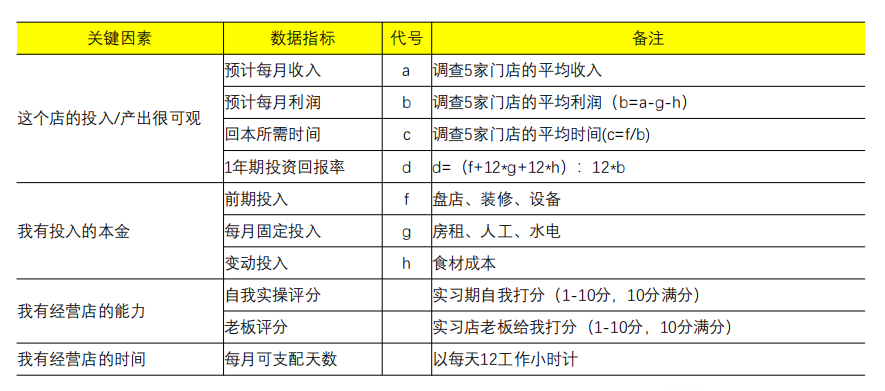 关键因素 数据指标 代号 备注
预计每月收入 a 调查5家门店的平均收入
预计每月利润 b 调查5家门店的平均利润（b=a-g-h）
这个店的投入/产出很可观
回本所需时间 c 调查5家门店的平均时间(c=f/b)
1年期投资回报率 d d=（f+12*g+12*h）：12*b
前期投入 f 盘店、装修、设备
我有投入的本金 每月固定投入 g 房租、人工、水电
变动投入 h 食材成本
自我实操评分 实习期自我打分（1-10分，10分满分）
我有经营店的能力
老板评分 实习店老板给我打分（1-10分，10分满分）
我有经营店的时间 每月可支配天数 以每天12工作小时计